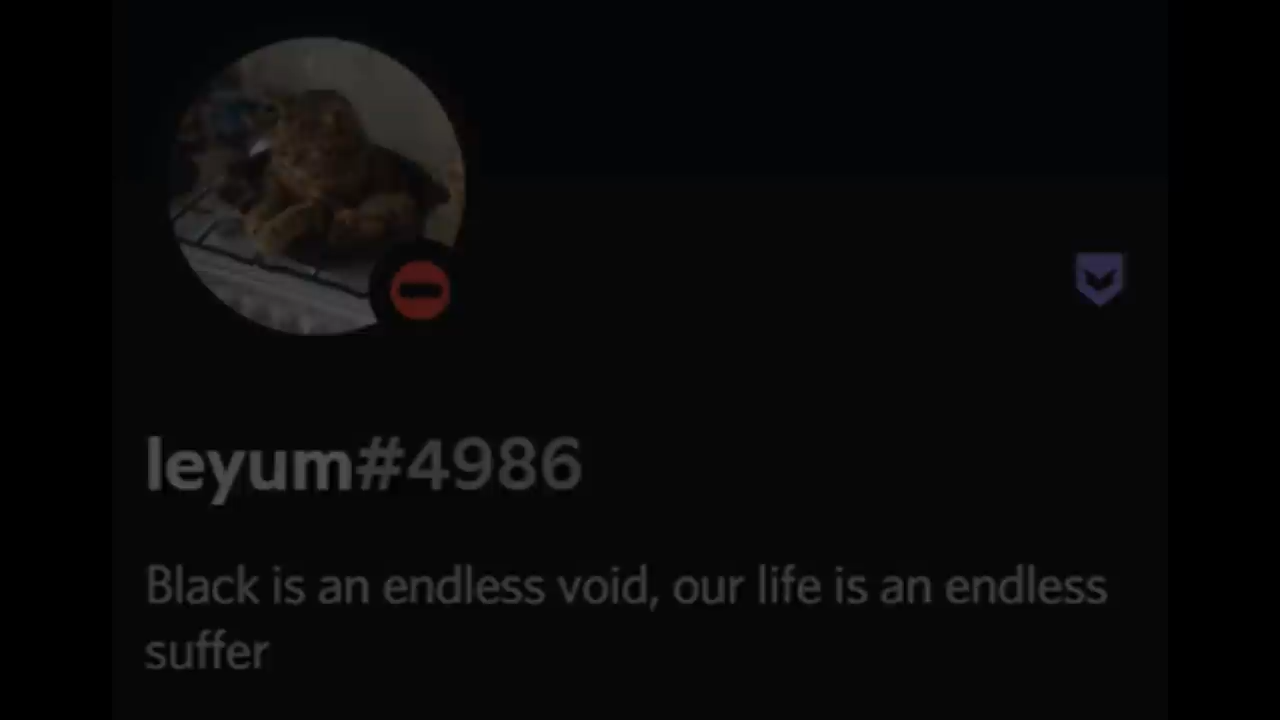 leyum#4986
Black is an endless void, our life is an endless
suffer